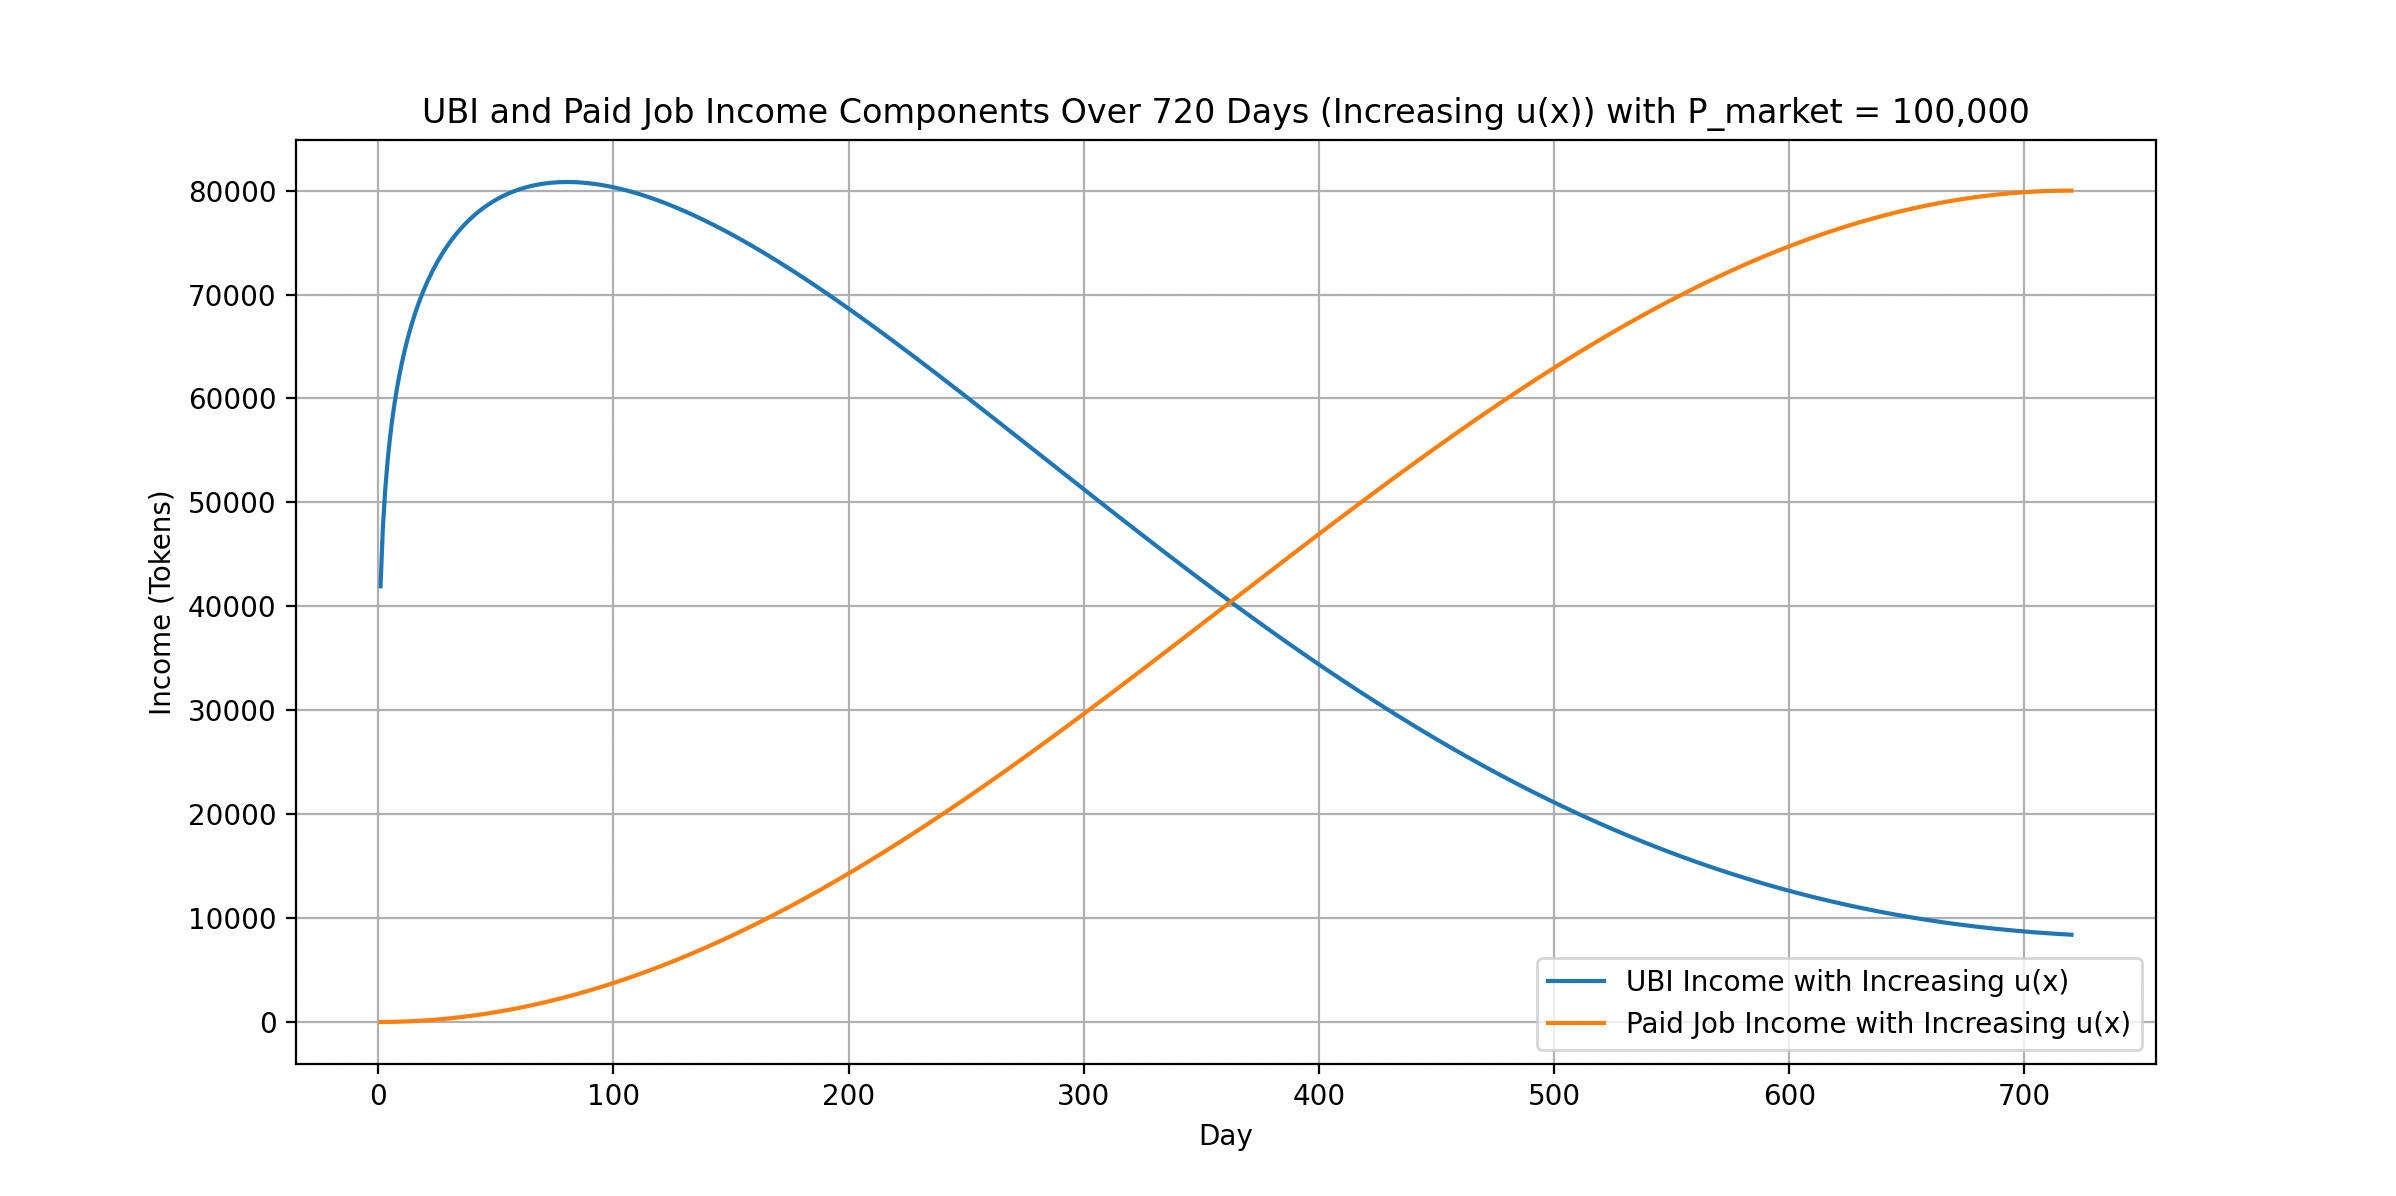 UBI and Paid Job Income Components Over 720 Days (Increasing u(x)) with P_market = 100,000
Income (Tokens)
80000
70000
60000
50000
40000
30000
20000
10000
0
UBI Income with Increasing u(x)
Paid Job Income with Increasing u(x)
0 100 200 300 400 500 600 700
Day